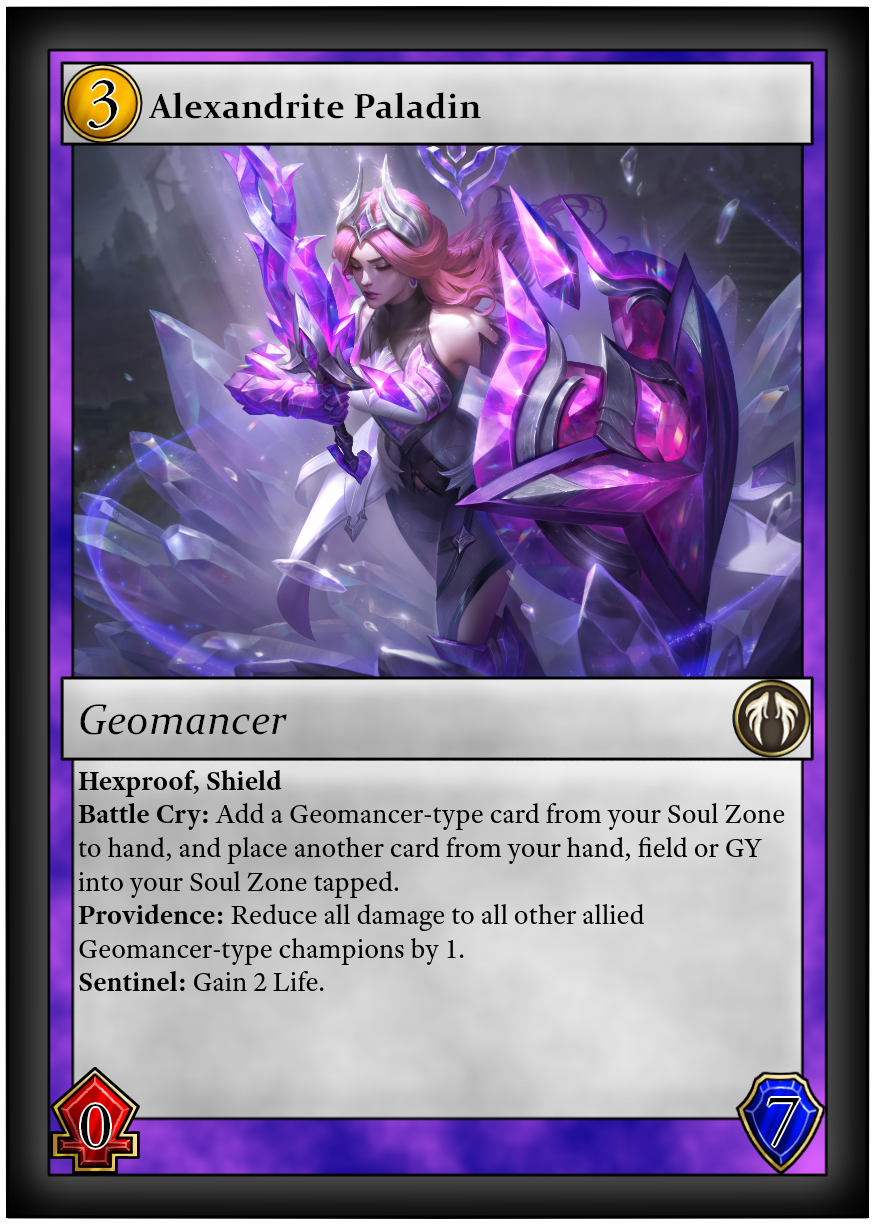 3 Alexandrite Paladin
Geomancer
Hexproof, Shield
Battle Cry: Add a Geomancer-type card from your Soul Zone
to hand, and place another card from your hand, field or GY
into your Soul Zone tapped.
Providence: Reduce all damage to all other allied
Geomancer-type champions by 1.
Sentinel: Gain 2 Life.
0 7